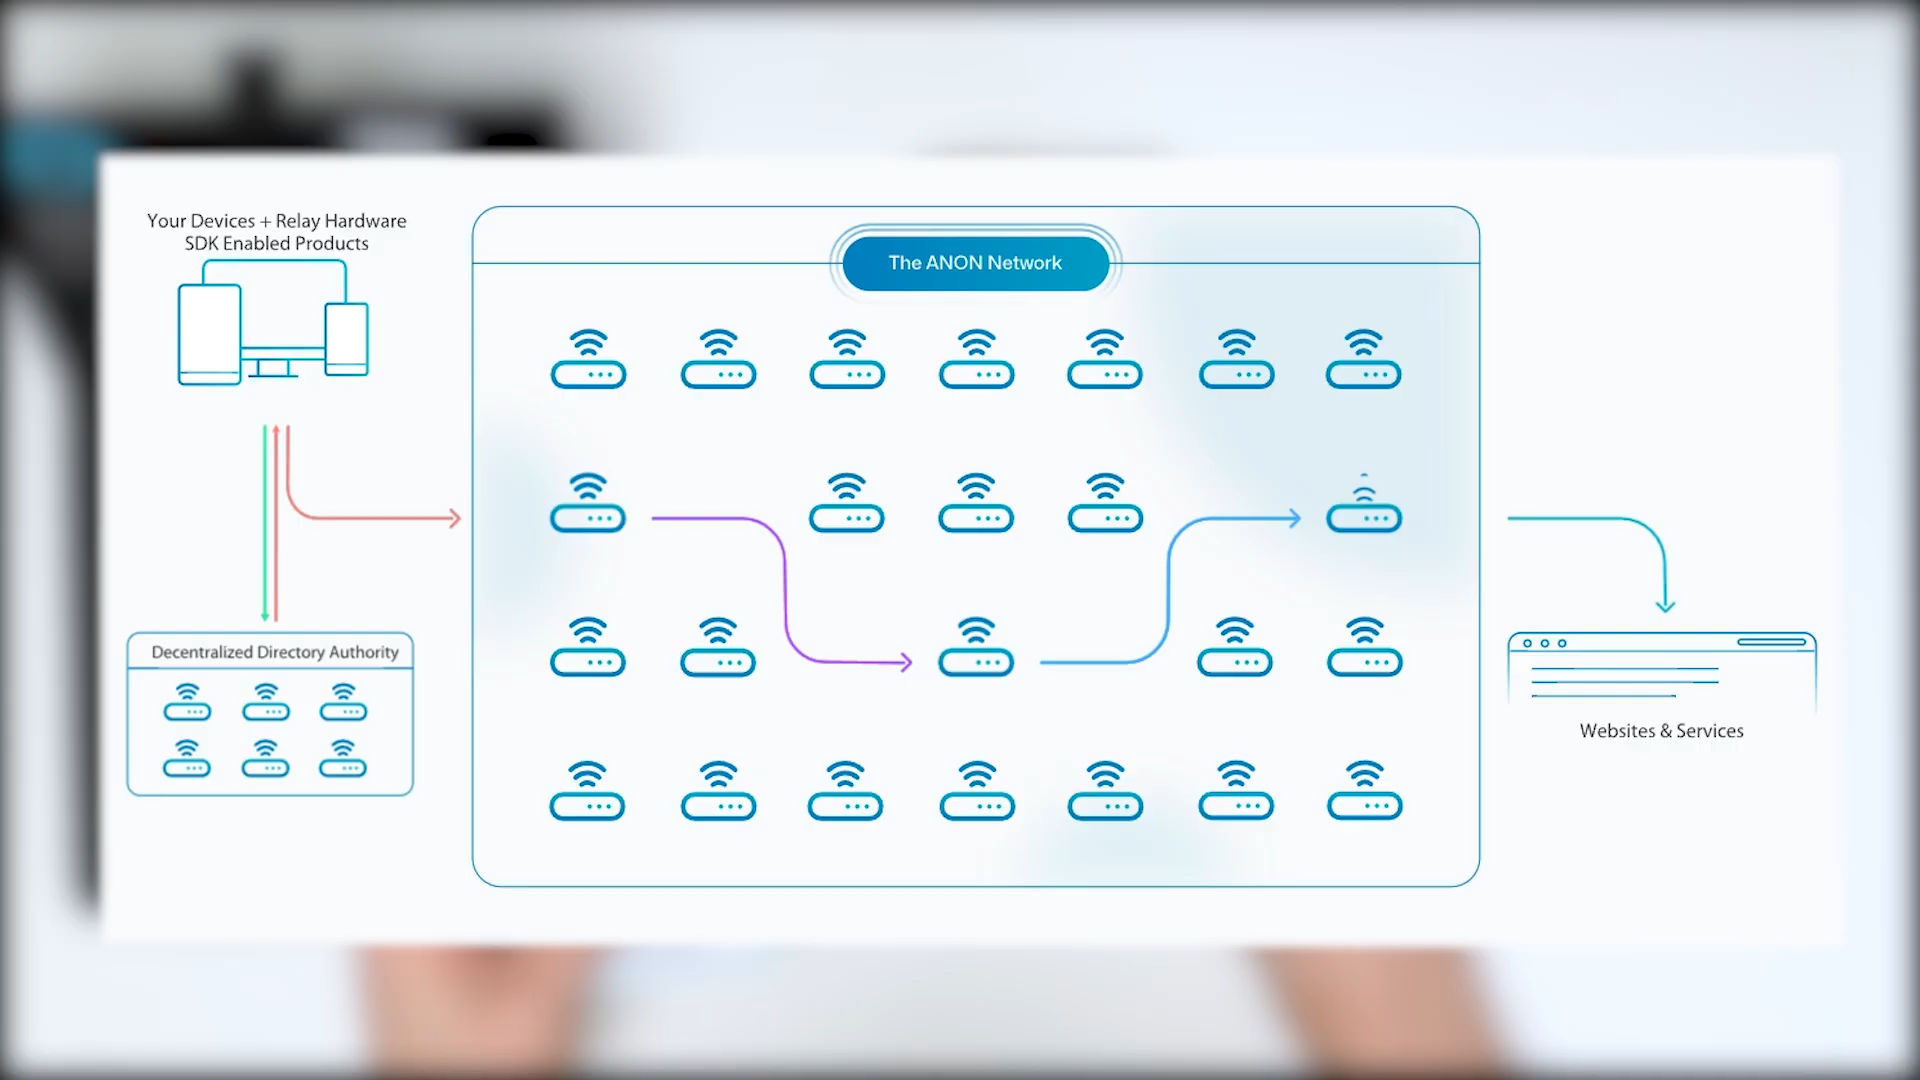 Your Devices + Relay Hardware
SDK Enabled Products
The ANON Network
Decentralized Directory Authority
Websites & Services